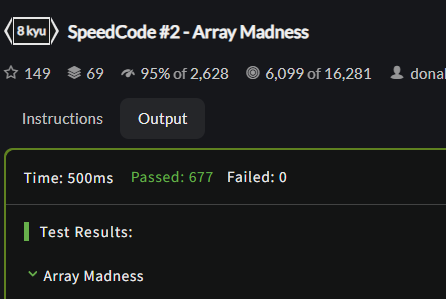 8 kyu SpeedCode #2 - Array Madness
149 69 95% of 2,628 6,099 of 16,281 donal
Instructions Output
Time: 500ms Passed: 677 Failed: 0
Test Results:
Array Madness